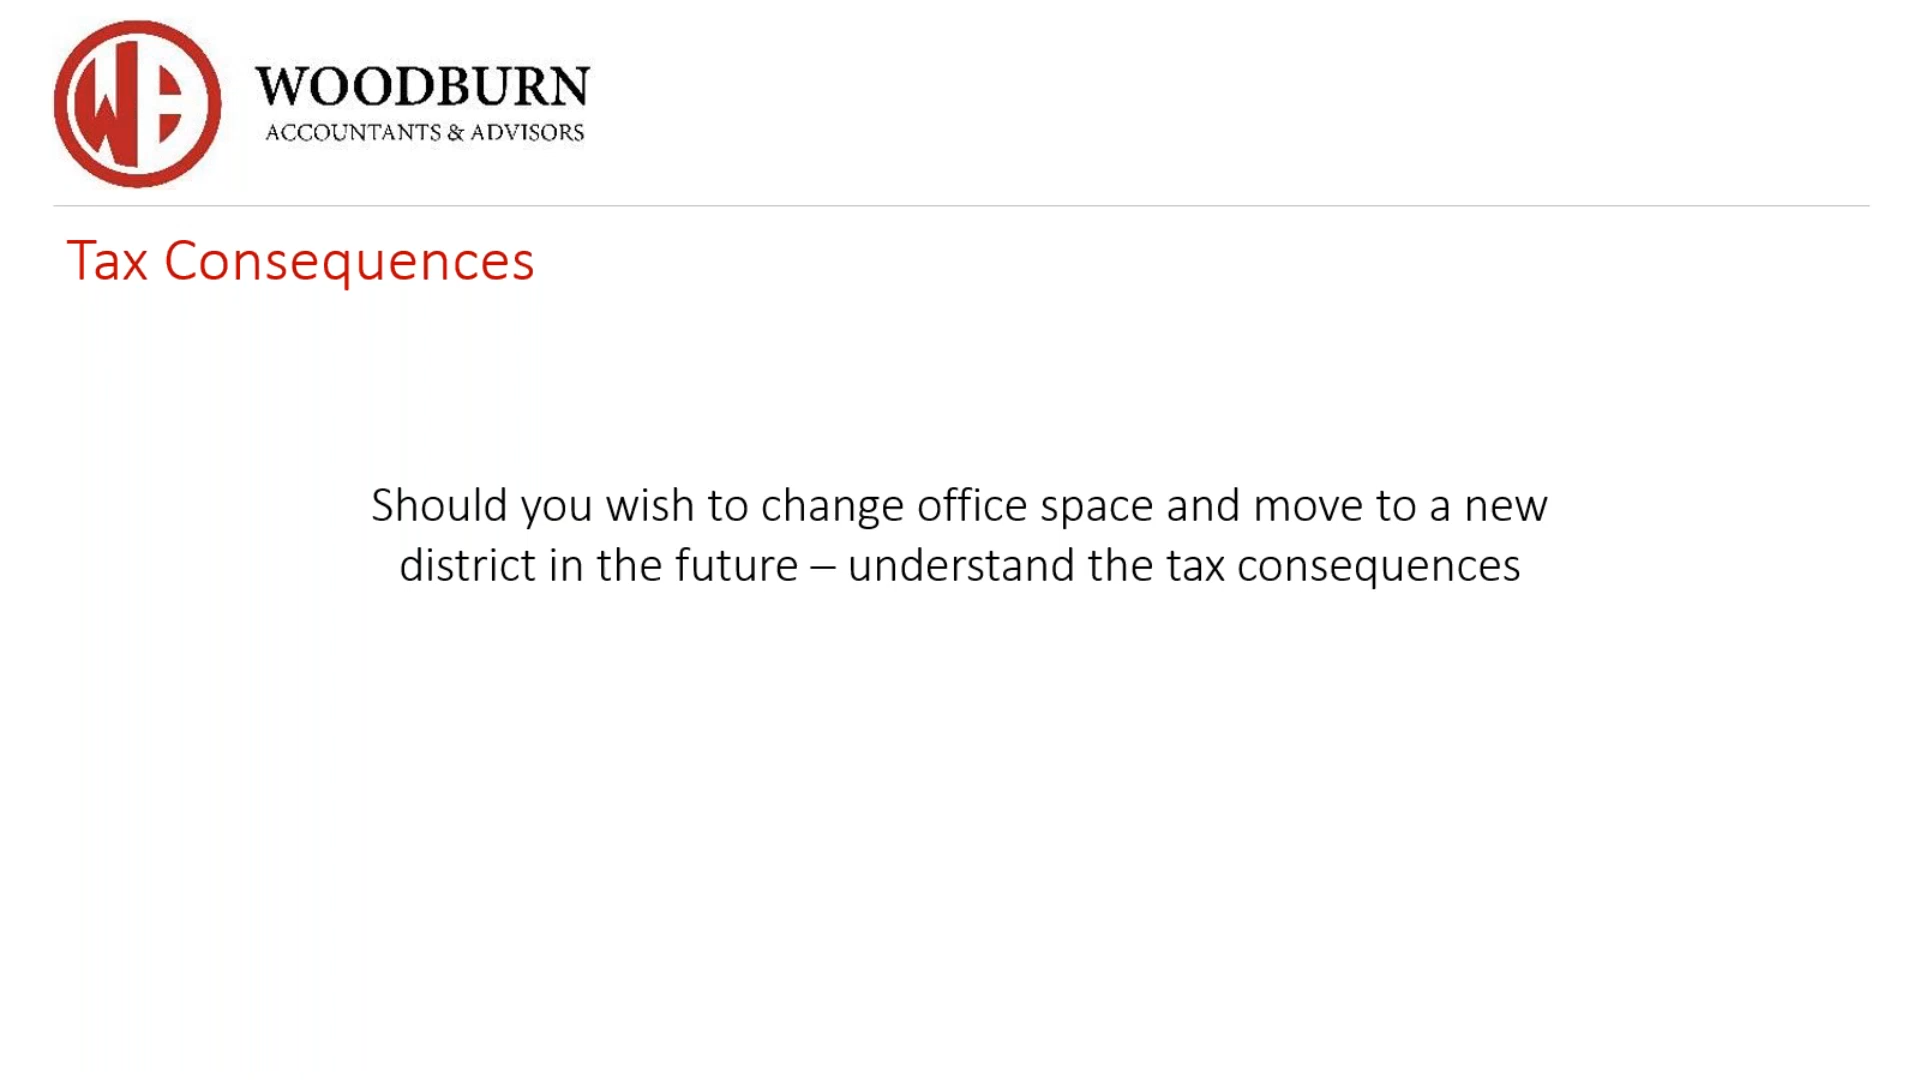 WOODBURN
ACCOUNTANTS & ADVISORS
Tax Consequences
Should you wish to change office space and move to a new
district in the future – understand the tax consequences